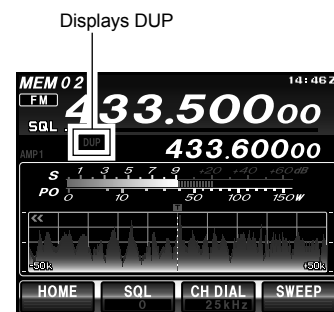 Displays DUP
MEM 02 14:46Z
FM 433.50000
SQL
DUP
AMP1 433.60000
S 1 3 5 7 9 +20 +40 +60dB
PO 0 10 50 100 150W
T
<<
-50k +50k
HOME SQL CH DIAL SWEEP
0 25kHz